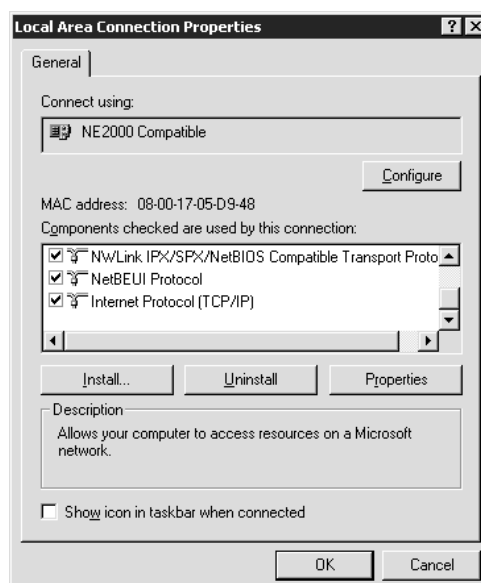 Local Area Connection Properties
General
Connect using:
NE2000 Compatible
Configure
MAC address: 08-00-17-05-D9-48
Components checked are used by this connection:
NWLink IPX/SPX/NetBIOS Compatible Transport Proto
NetBEUI Protocol
Internet Protocol (TCP/IP)
Install... Uninstall Properties
Description
Allows your computer to access resources on a Microsoft
network.
Show icon in taskbar when connected
OK Cancel